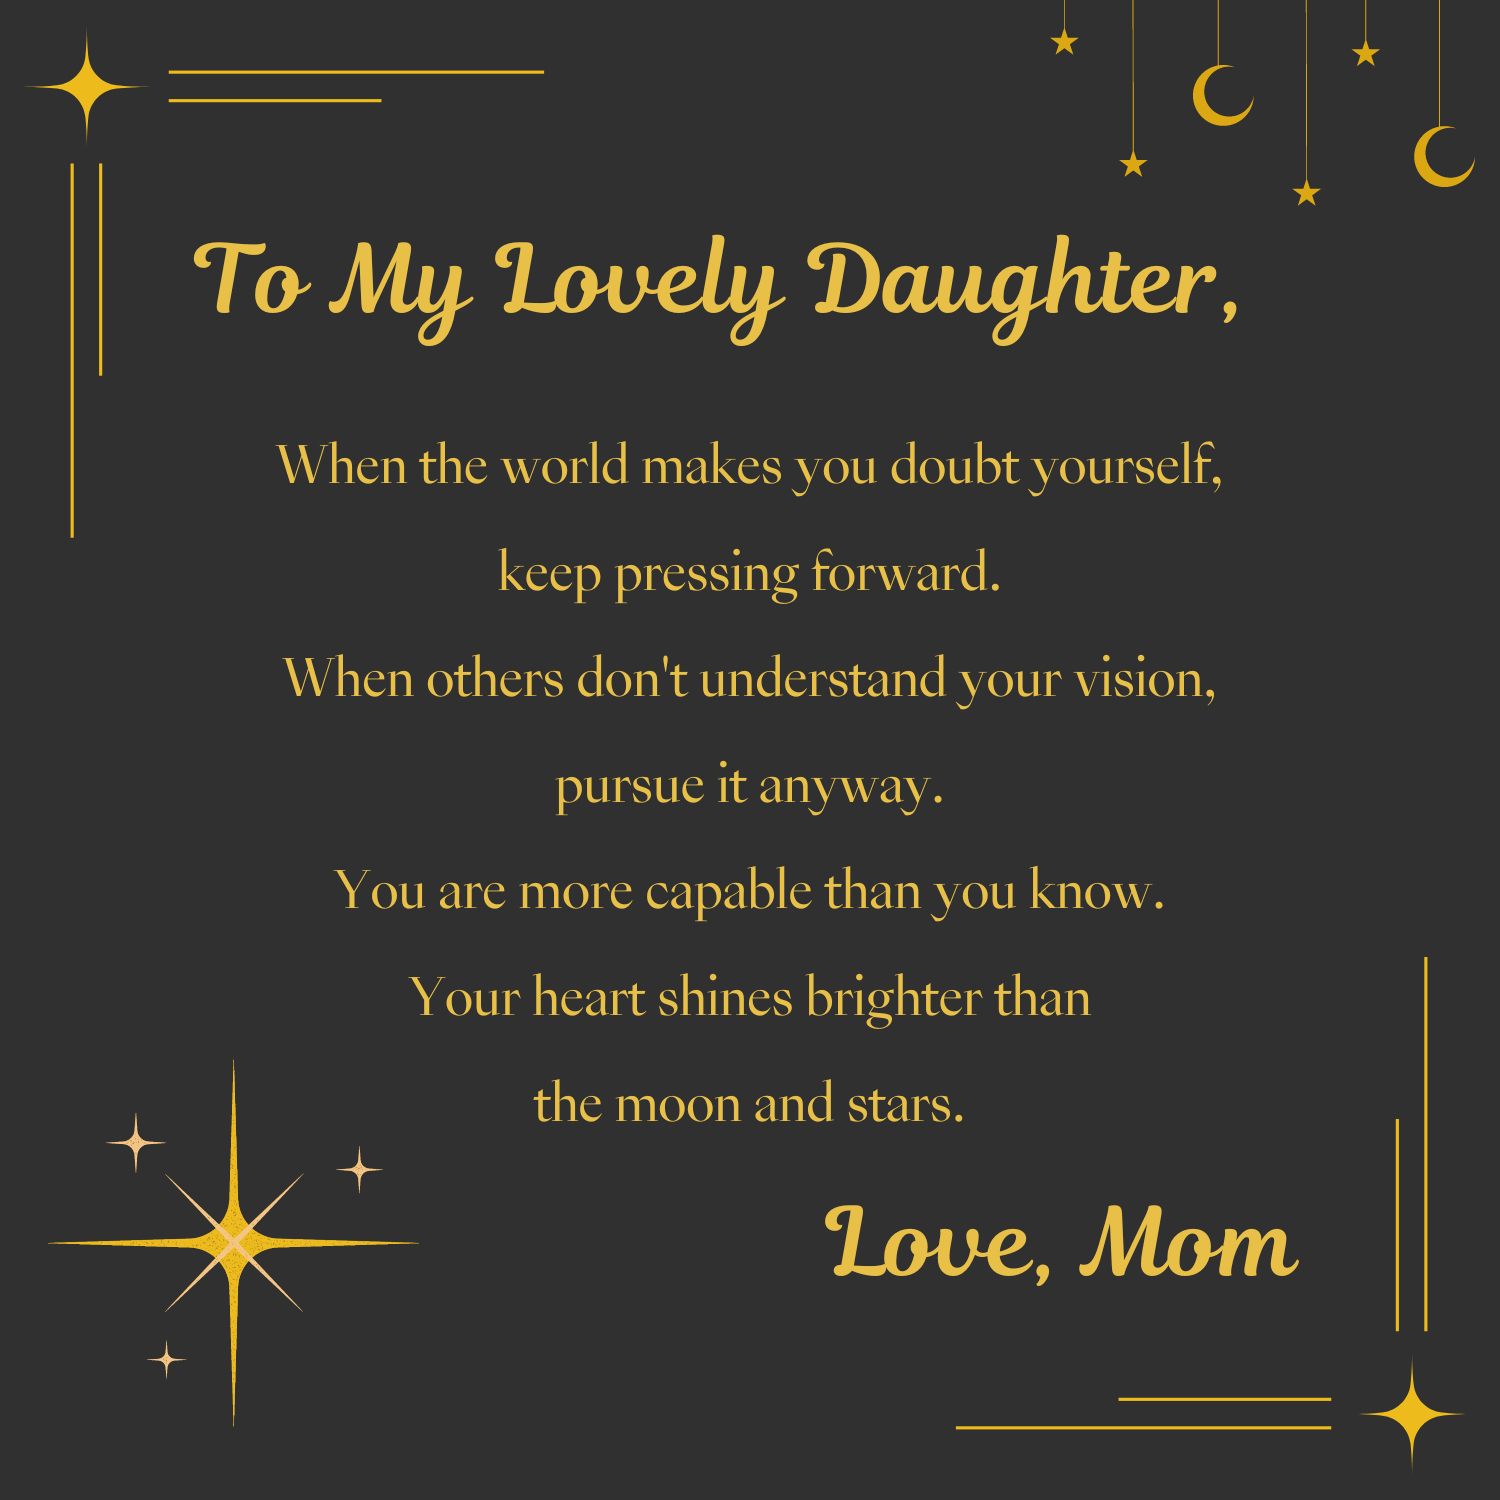 To My Lovely Daughter,
When the world makes you doubt yourself,
keep pressing forward.
When others don't understand your vision,
pursue it anyway.
You are more capable than you know.
Your heart shines brighter than
the moon and stars.
Love, Mom